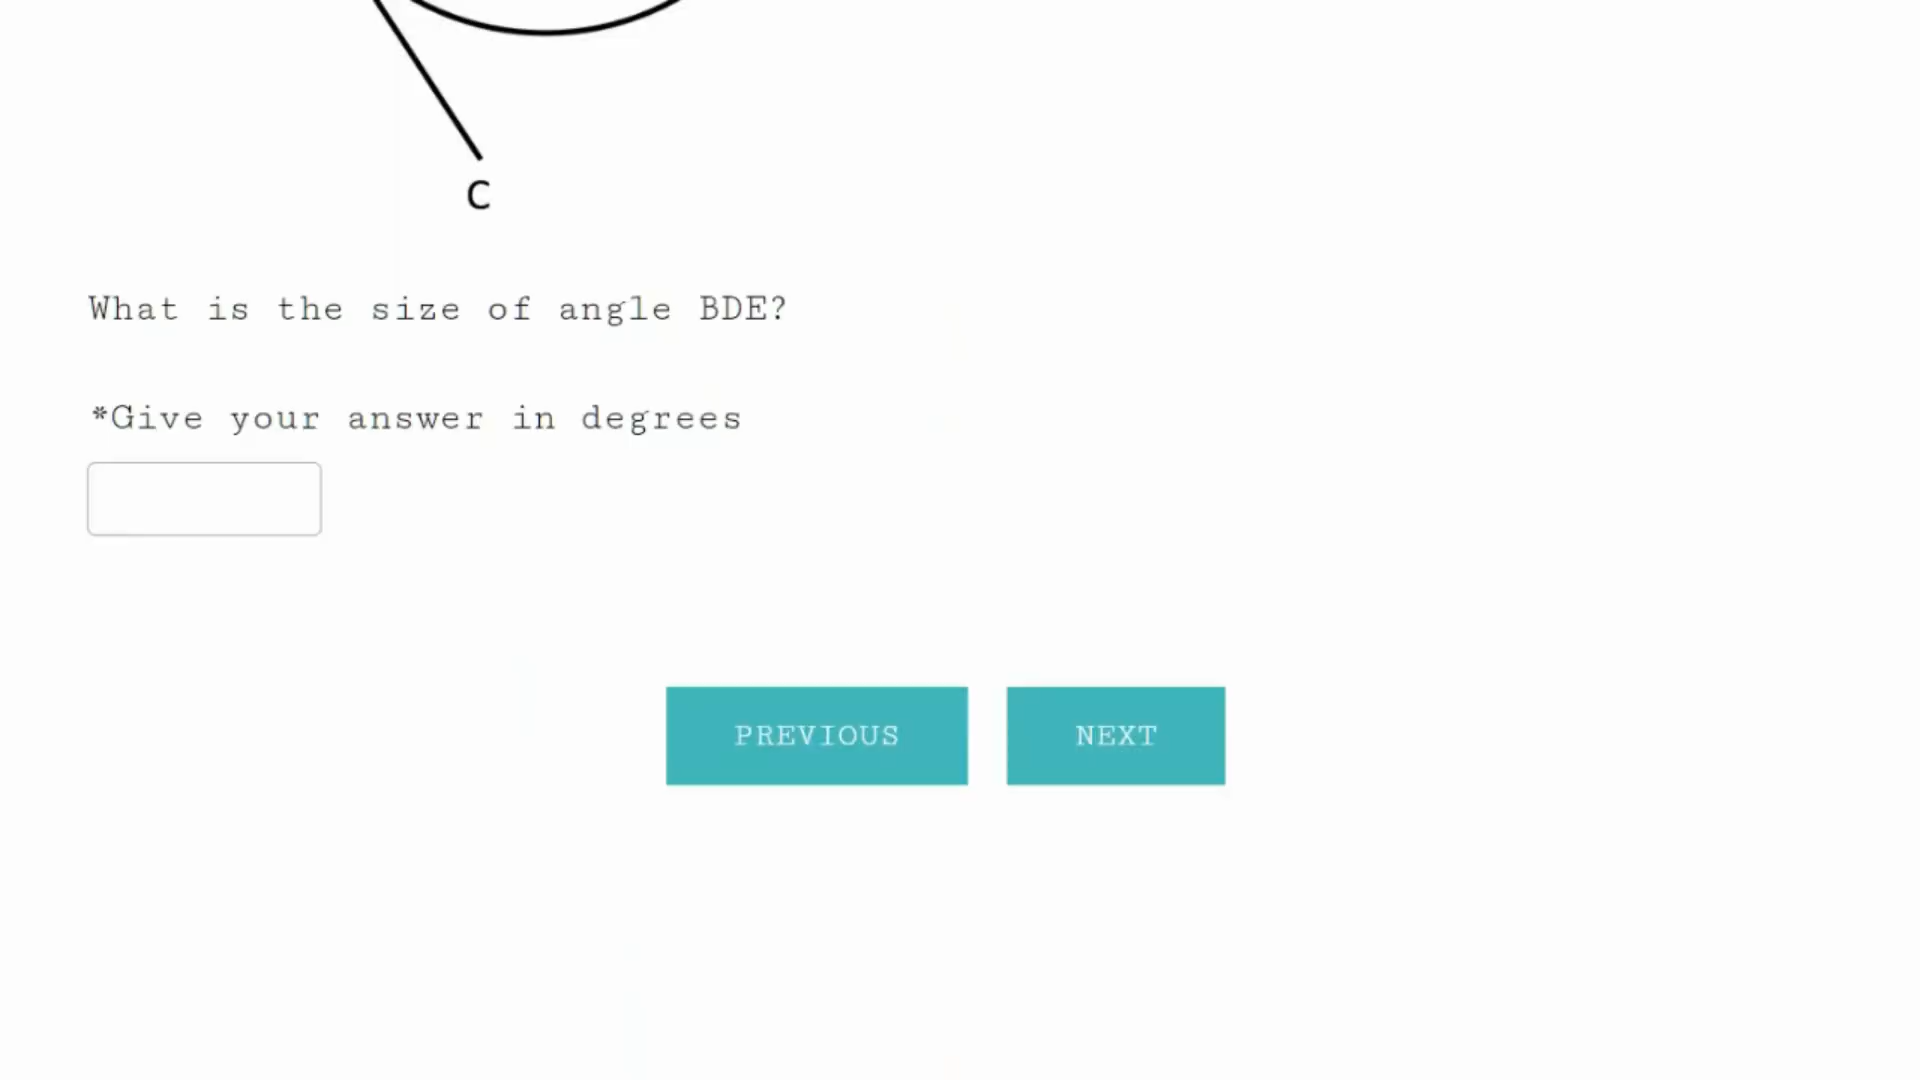 C
What is the size of angle BDE?
*Give your answer in degrees
PREVIOUS NEXT